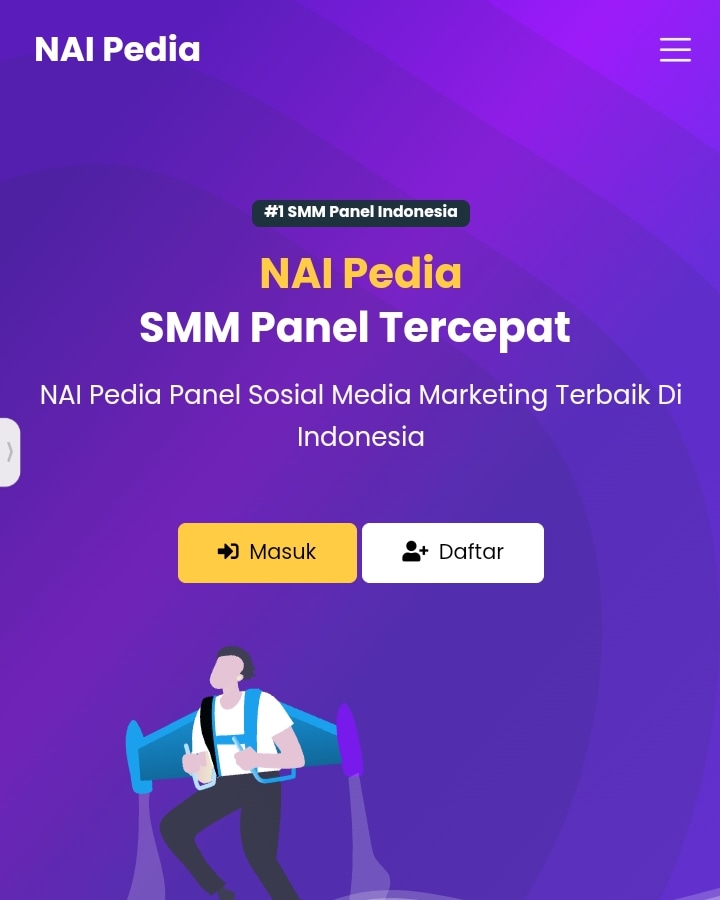 NAI Pedia
#1 SMM Panel Indonesia
NAI Pedia
SMM Panel Tercepat
NAI Pedia Panel Sosial Media Marketing Terbaik Di
Indonesia
Masuk
Daftar